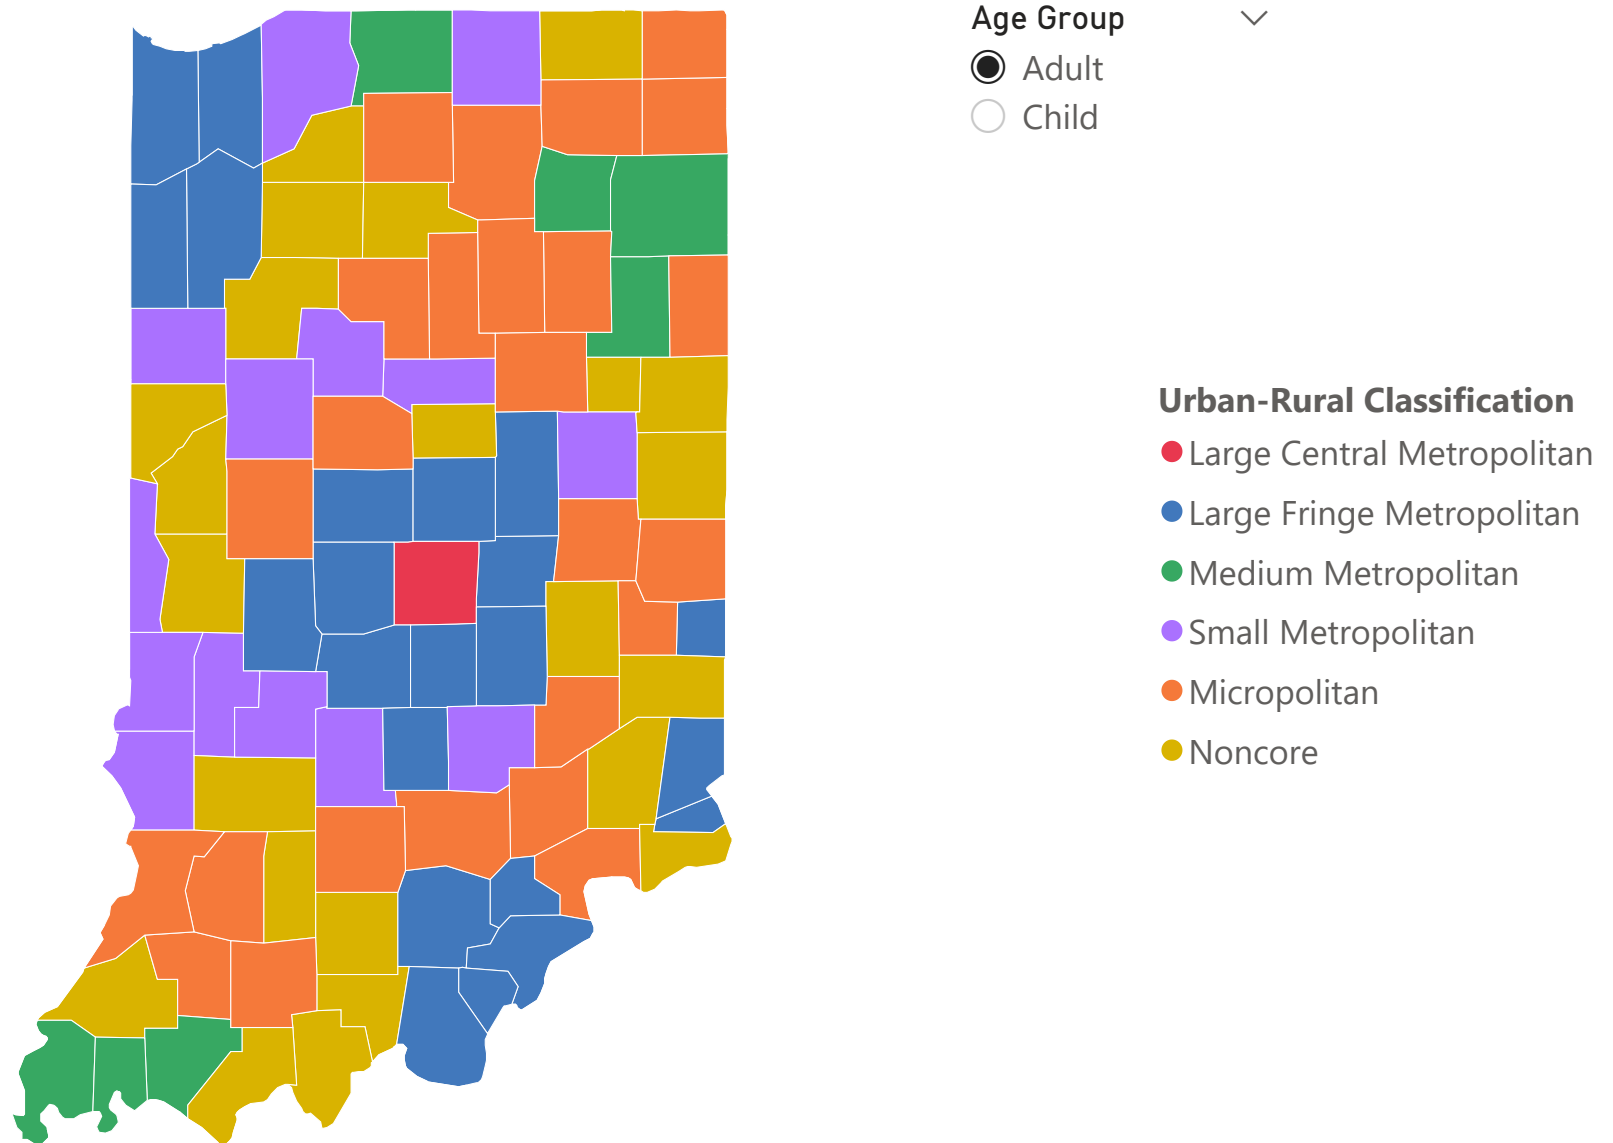 Age Group
Adult
Child
Urban-Rural Classification
Large Central Metropolitan
Large Fringe Metropolitan
Medium Metropolitan
Small Metropolitan
Micropolitan
Noncore